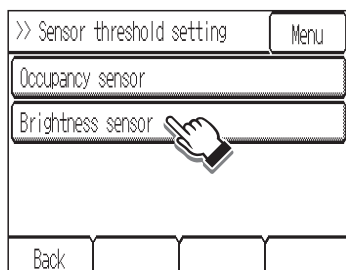 >> Sensor threshold setting
Menu
Occupancy sensor
Brightness sensor
Back